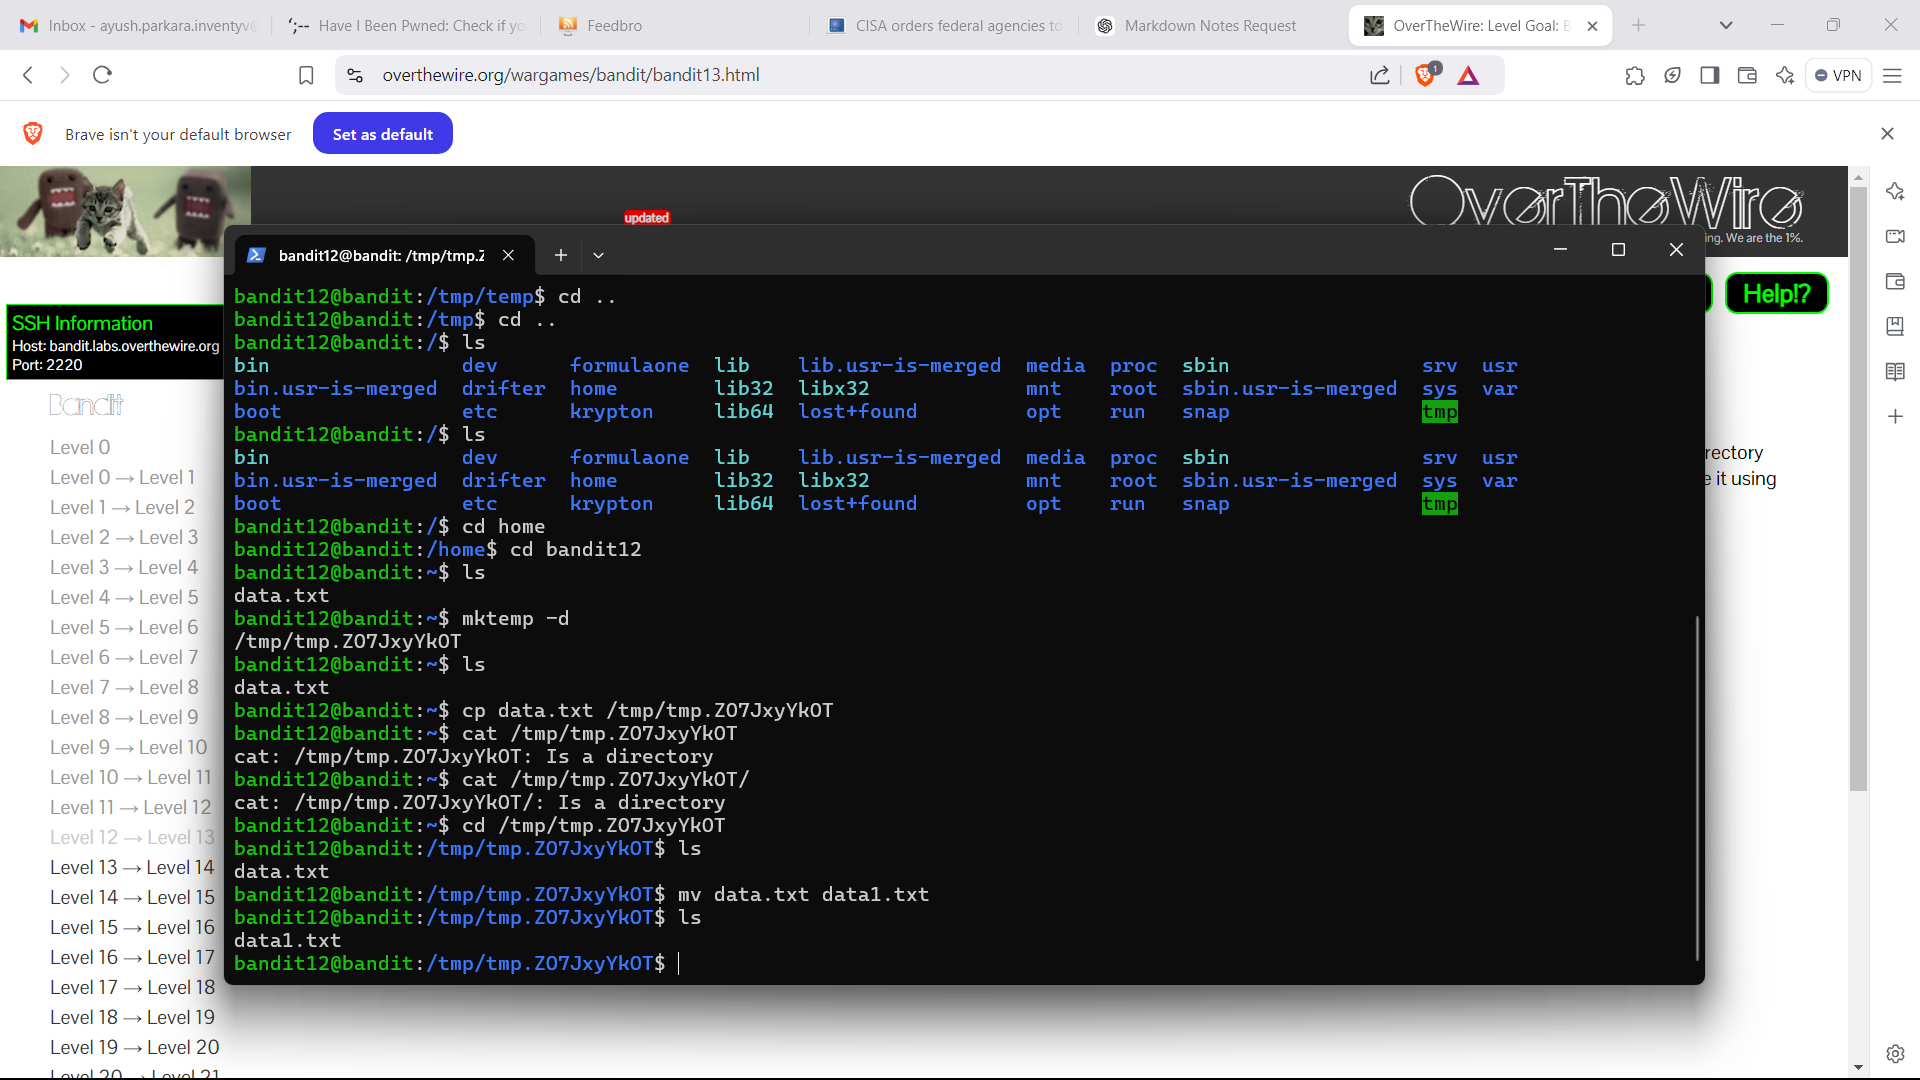 Inbox - ayush.parkara.inventyv@
Have I Been Pwned: Check if yo
Feedbro
CISA orders federal agencies to
Markdown Notes Request
OverTheWire: Level Goal: B
overthewire.org/wargames/bandit/bandit13.html
1
VPN
Brave isn't your default browser
Set as default
updated
OverTheWire
ing. We are the 1%.
Help!?
SSH Information
Host: bandit.labs.overthewire.org
Port: 2220
Bandit
Level 0
Level 0 → Level 1
Level 1 → Level 2
Level 2 → Level 3
Level 3 → Level 4
Level 4 → Level 5
Level 5 → Level 6
Level 6 → Level 7
Level 7 → Level 8
Level 8 → Level 9
Level 9 → Level 10
Level 10 → Level 11
Level 11 → Level 12
Level 12 → Level 13
Level 13 → Level 14
Level 14 → Level 15
Level 15 → Level 16
Level 16 → Level 17
Level 17 → Level 18
Level 18 → Level 19
Level 19 → Level 20
Level 20 → Level 21
rectory
e it using
bandit12@bandit: /tmp/tmp.Z
bandit12@bandit:/tmp/temp$ cd ..
bandit12@bandit:/tmp$ cd ..
bandit12@bandit:/$ ls
bin dev formulaone lib lib.usr-is-merged media proc sbin srv usr
bin.usr-is-merged drifter home lib32 libx32 mnt root sbin.usr-is-merged sys var
boot etc krypton lib64 lost+found opt run snap tmp
bandit12@bandit:/$ ls
bin dev formulaone lib lib.usr-is-merged media proc sbin srv usr
bin.usr-is-merged drifter home lib32 libx32 mnt root sbin.usr-is-merged sys var
boot etc krypton lib64 lost+found opt run snap tmp
bandit12@bandit:/$ cd home
bandit12@bandit:/home$ cd bandit12
bandit12@bandit:~$ ls
data.txt
bandit12@bandit:~$ mktemp -d
/tmp/tmp.ZO7JxyYkOT
bandit12@bandit:~$ ls
data.txt
bandit12@bandit:~$ cp data.txt /tmp/tmp.ZO7JxyYkOT
bandit12@bandit:~$ cat /tmp/tmp.ZO7JxyYkOT
cat: /tmp/tmp.ZO7JxyYkOT: Is a directory
bandit12@bandit:~$ cat /tmp/tmp.ZO7JxyYkOT/
cat: /tmp/tmp.ZO7JxyYkOT/: Is a directory
bandit12@bandit:~$ cd /tmp/tmp.ZO7JxyYkOT
bandit12@bandit:/tmp/tmp.ZO7JxyYkOT$ ls
data.txt
bandit12@bandit:/tmp/tmp.ZO7JxyYkOT$ mv data.txt data1.txt
bandit12@bandit:/tmp/tmp.ZO7JxyYkOT$ ls
data1.txt
bandit12@bandit:/tmp/tmp.ZO7JxyYkOT$